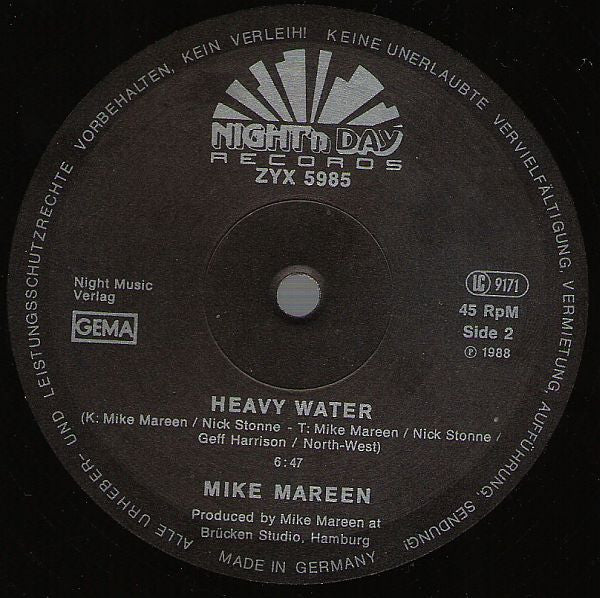 ALLE URHEBER- UND LEISTUNGSSCHUTZRECHTE VORBEHALTEN, KEIN VERLEIH! KEINE UNERLAUBTE VERVIELFÄLTIGUNG, VERMIETUNG, AUFFÜHRUNG, SENDUNG!
NIGHT'n DAY
RECORDS
ZYX 5985
Night Music
Verlag
GEMA
LC 9171
45 RpM
Side 2
℗ 1988
HEAVY WATER
(K: Mike Mareen / Nick Stonne - T: Mike Mareen / Nick Stonne /
Geff Harrison / North-West)
6:47
MIKE MAREEN
Produced by Mike Mareen at
Brücken Studio, Hamburg
MADE IN GERMANY